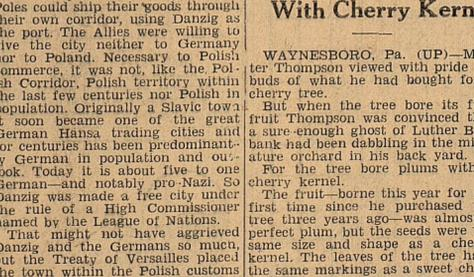 Poles could ship their goods through
their own corridor, using Danzig as
the port. The Allies were willing to
give the city neither to Germany
nor to Poland. Necessary to Polish
commerce, it was not, like the Pol-
ish Corridor, Polish territory within
the last few centuries nor Polish in
population. Originally a Slavic town
it soon became one of the great
German Hansa trading cities and
for centuries has been predominant-
ly German in population and out-
look. Today it is about five to one
German—and notably pro-Nazi. So
Danzig was made a free city under
the rule of a High Commissioner
named by the League of Nations.
That might not have aggrieved
Danzig and the Germans so much,
but the Treaty of Versailles placed
the town within the Polish customs
With Cherry Kern
WAYNESBORO, Pa. (UP)—M
ter Thompson viewed with pride
buds of what he had bought fo
cherry tree.
But when the tree bore its
fruit Thompson was convinced t
a sure-enough ghost of Luther B
bank had been dabbling in the mi
ature orchard in his back yard.
For the tree bore plums with
cherry kernel.
The fruit—borne this year for
first time since he purchased
tree three years ago—was almos
perfect plum, but the seeds were
same size and shape as a che
kernel. The leaves of the tree
the same markings as a sweet c